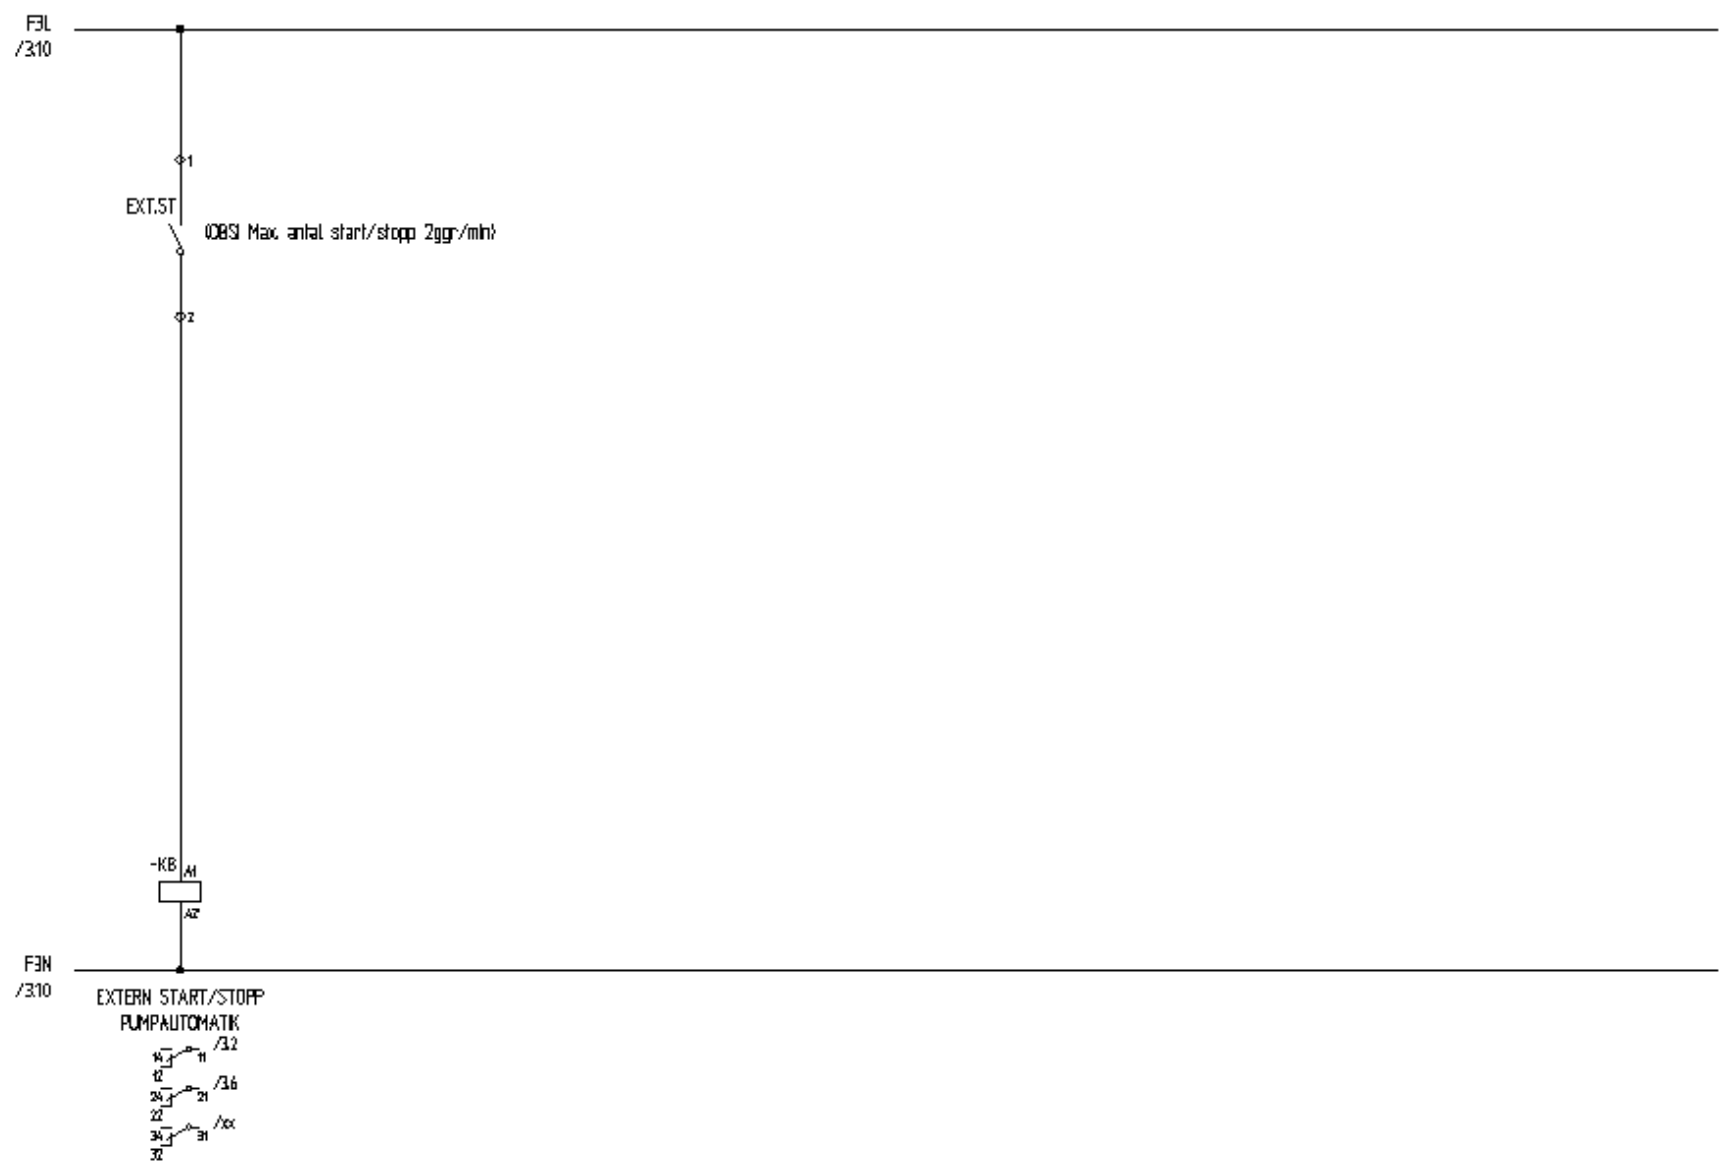 F3L
/3.10
1
EXT.ST
(OBS! Max. antal start/stopp 2ggr/min)
2
-KB
A1
A2
F3N
/3.10
EXTERN START/STOPP
PUMPAUTOMATIK
14 11 /3.2
12
24 21 /3.6
22
34 31 /xx
32